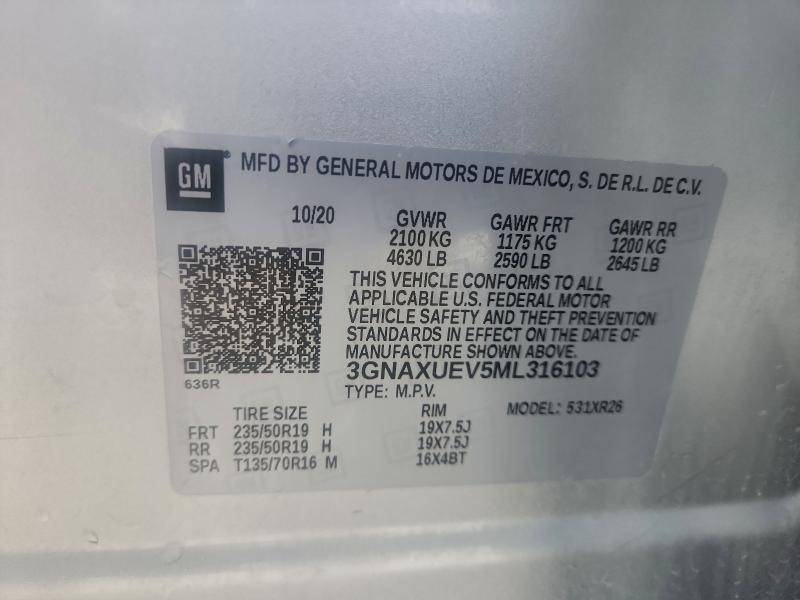 GM ® MFD BY GENERAL MOTORS DE MEXICO, S. DE R.L. DE C.V.
10/20 GVWR GAWR FRT GAWR RR
2100 KG 1175 KG 1200 KG
4630 LB 2590 LB 2645 LB
THIS VEHICLE CONFORMS TO ALL
APPLICABLE U.S. FEDERAL MOTOR
VEHICLE SAFETY AND THEFT PREVENTION
STANDARDS IN EFFECT ON THE DATE OF
MANUFACTURE SHOWN ABOVE.
3GNAXUEV5ML316103
636R
TYPE: M.P.V. MODEL: 531XR26
TIRE SIZE RIM
FRT 235/50R19 H 19X7.5J
RR 235/50R19 H 19X7.5J
SPA T135/70R16 M 16X4BT